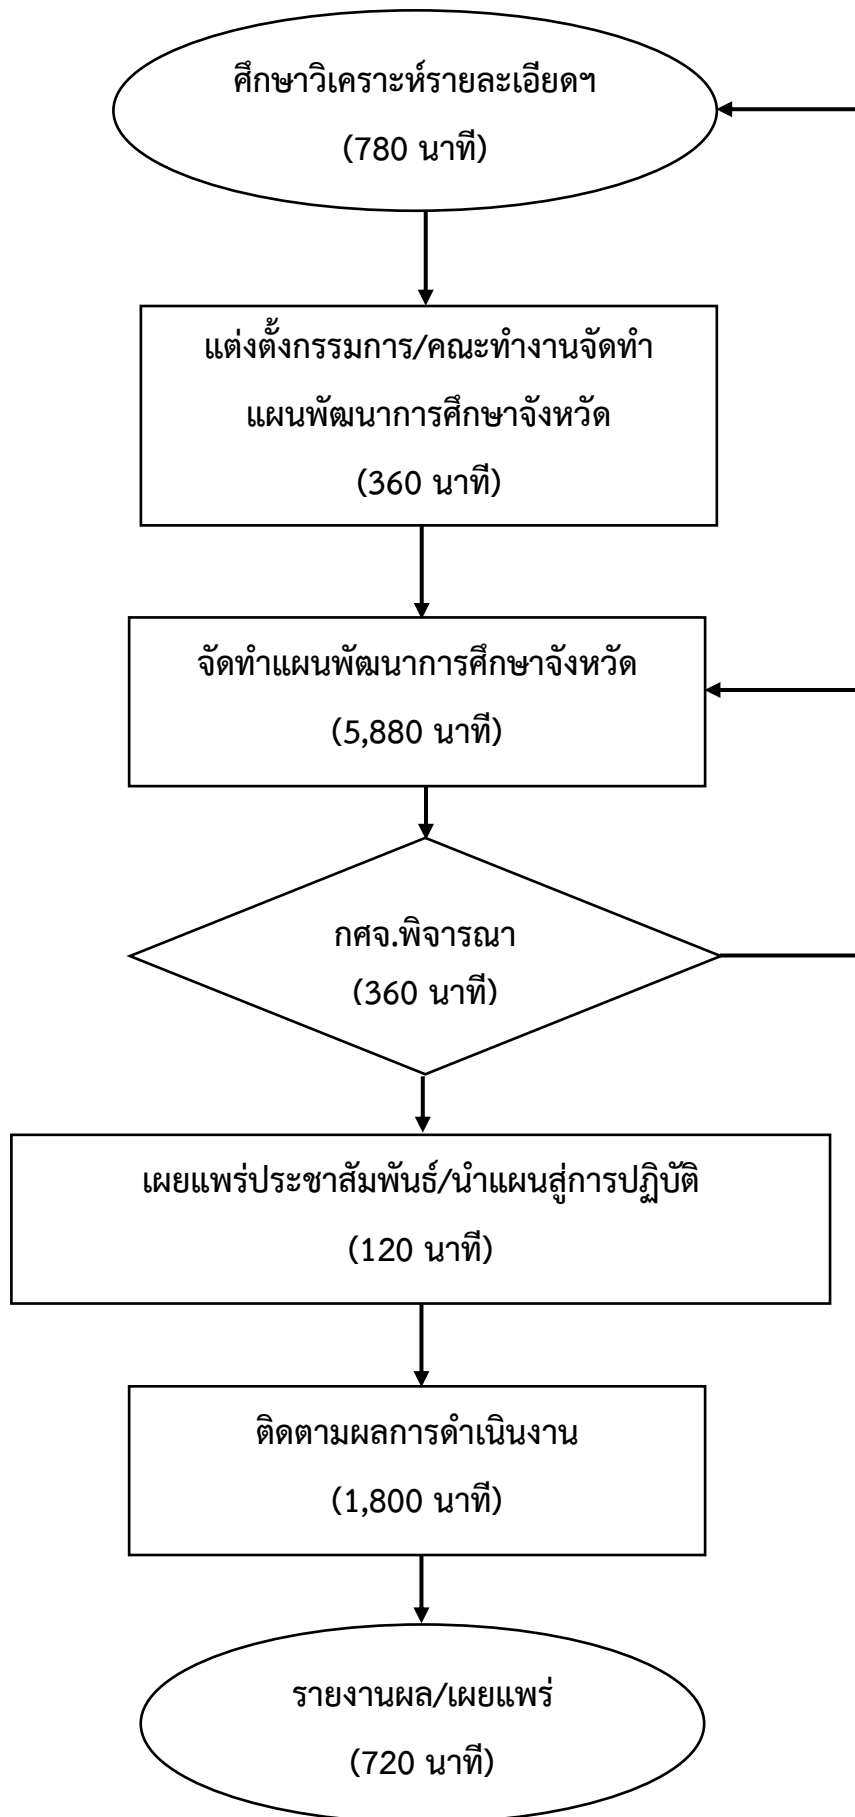 ศึกษาวิเคราะห์รายละเอียดฯ
(780 นาที)
แต่งตั้งกรรมการ/คณะทำงานจัดทำ
แผนพัฒนาการศึกษาจังหวัด
(360 นาที)
จัดทำแผนพัฒนาการศึกษาจังหวัด
(5,880 นาที)
กศจ.พิจารณา
(360 นาที)
เผยแพร่ประชาสัมพันธ์/นำแผนสู่การปฏิบัติ
(120 นาที)
ติดตามผลการดำเนินงาน
(1,800 นาที)
รายงานผล/เผยแพร่
(720 นาที)